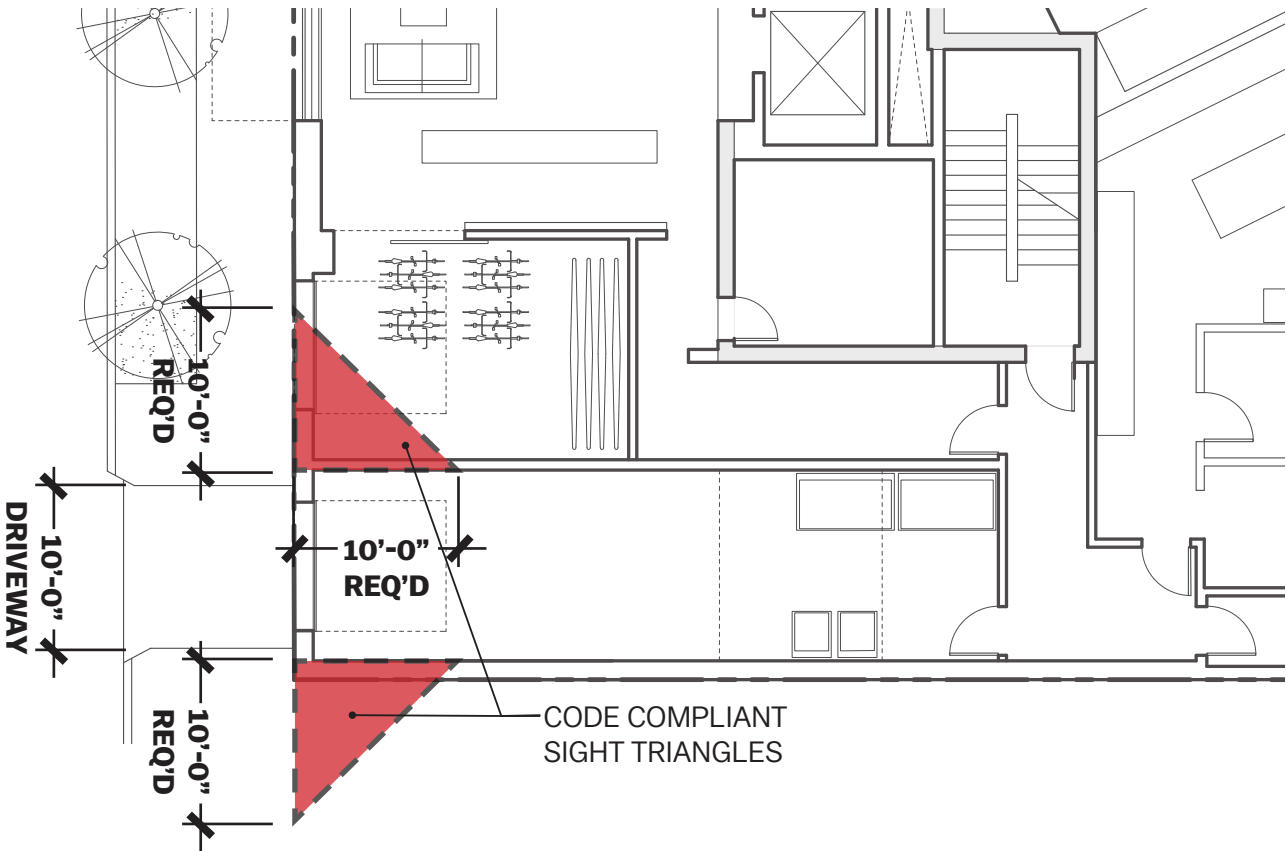 10’-0”
REQ’D
10’-0”
REQ’D
10’-0”
DRIVEWAY
10’-0”
REQ’D
CODE COMPLIANT
SIGHT TRIANGLES